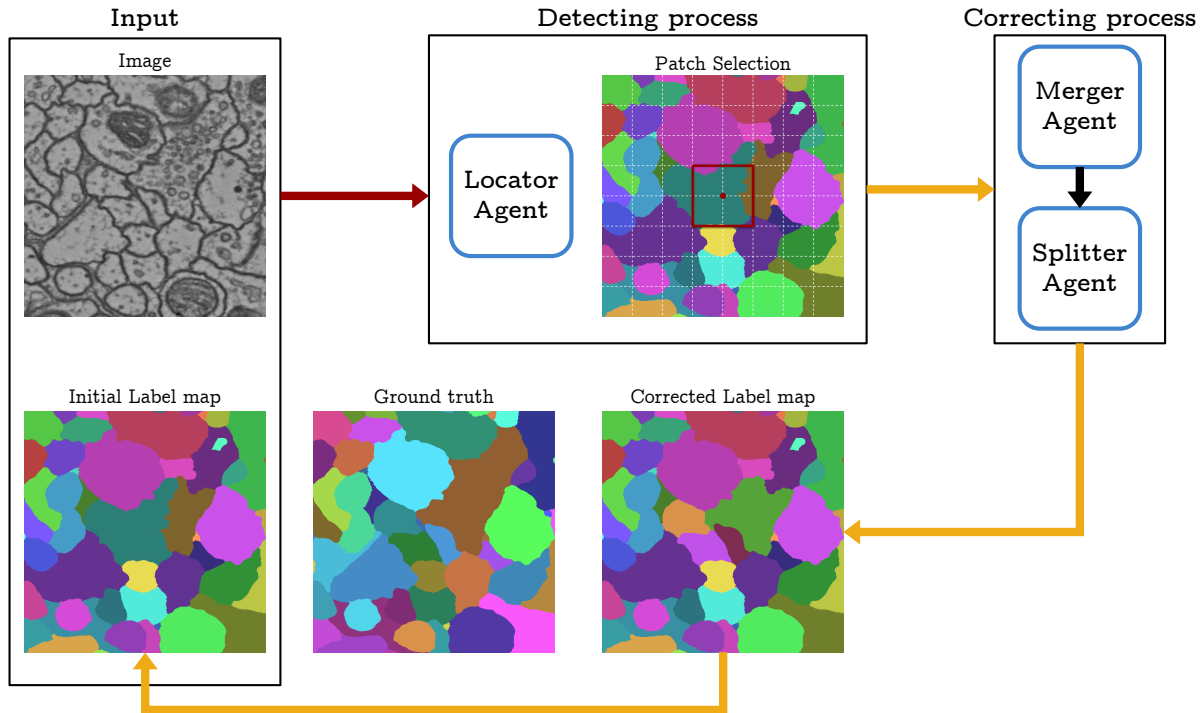 Input
Detecting process
Correcting process
Image
Patch Selection
Locator
Agent
Merger
Agent
Splitter
Agent
Initial Label map
Ground truth
Corrected Label map